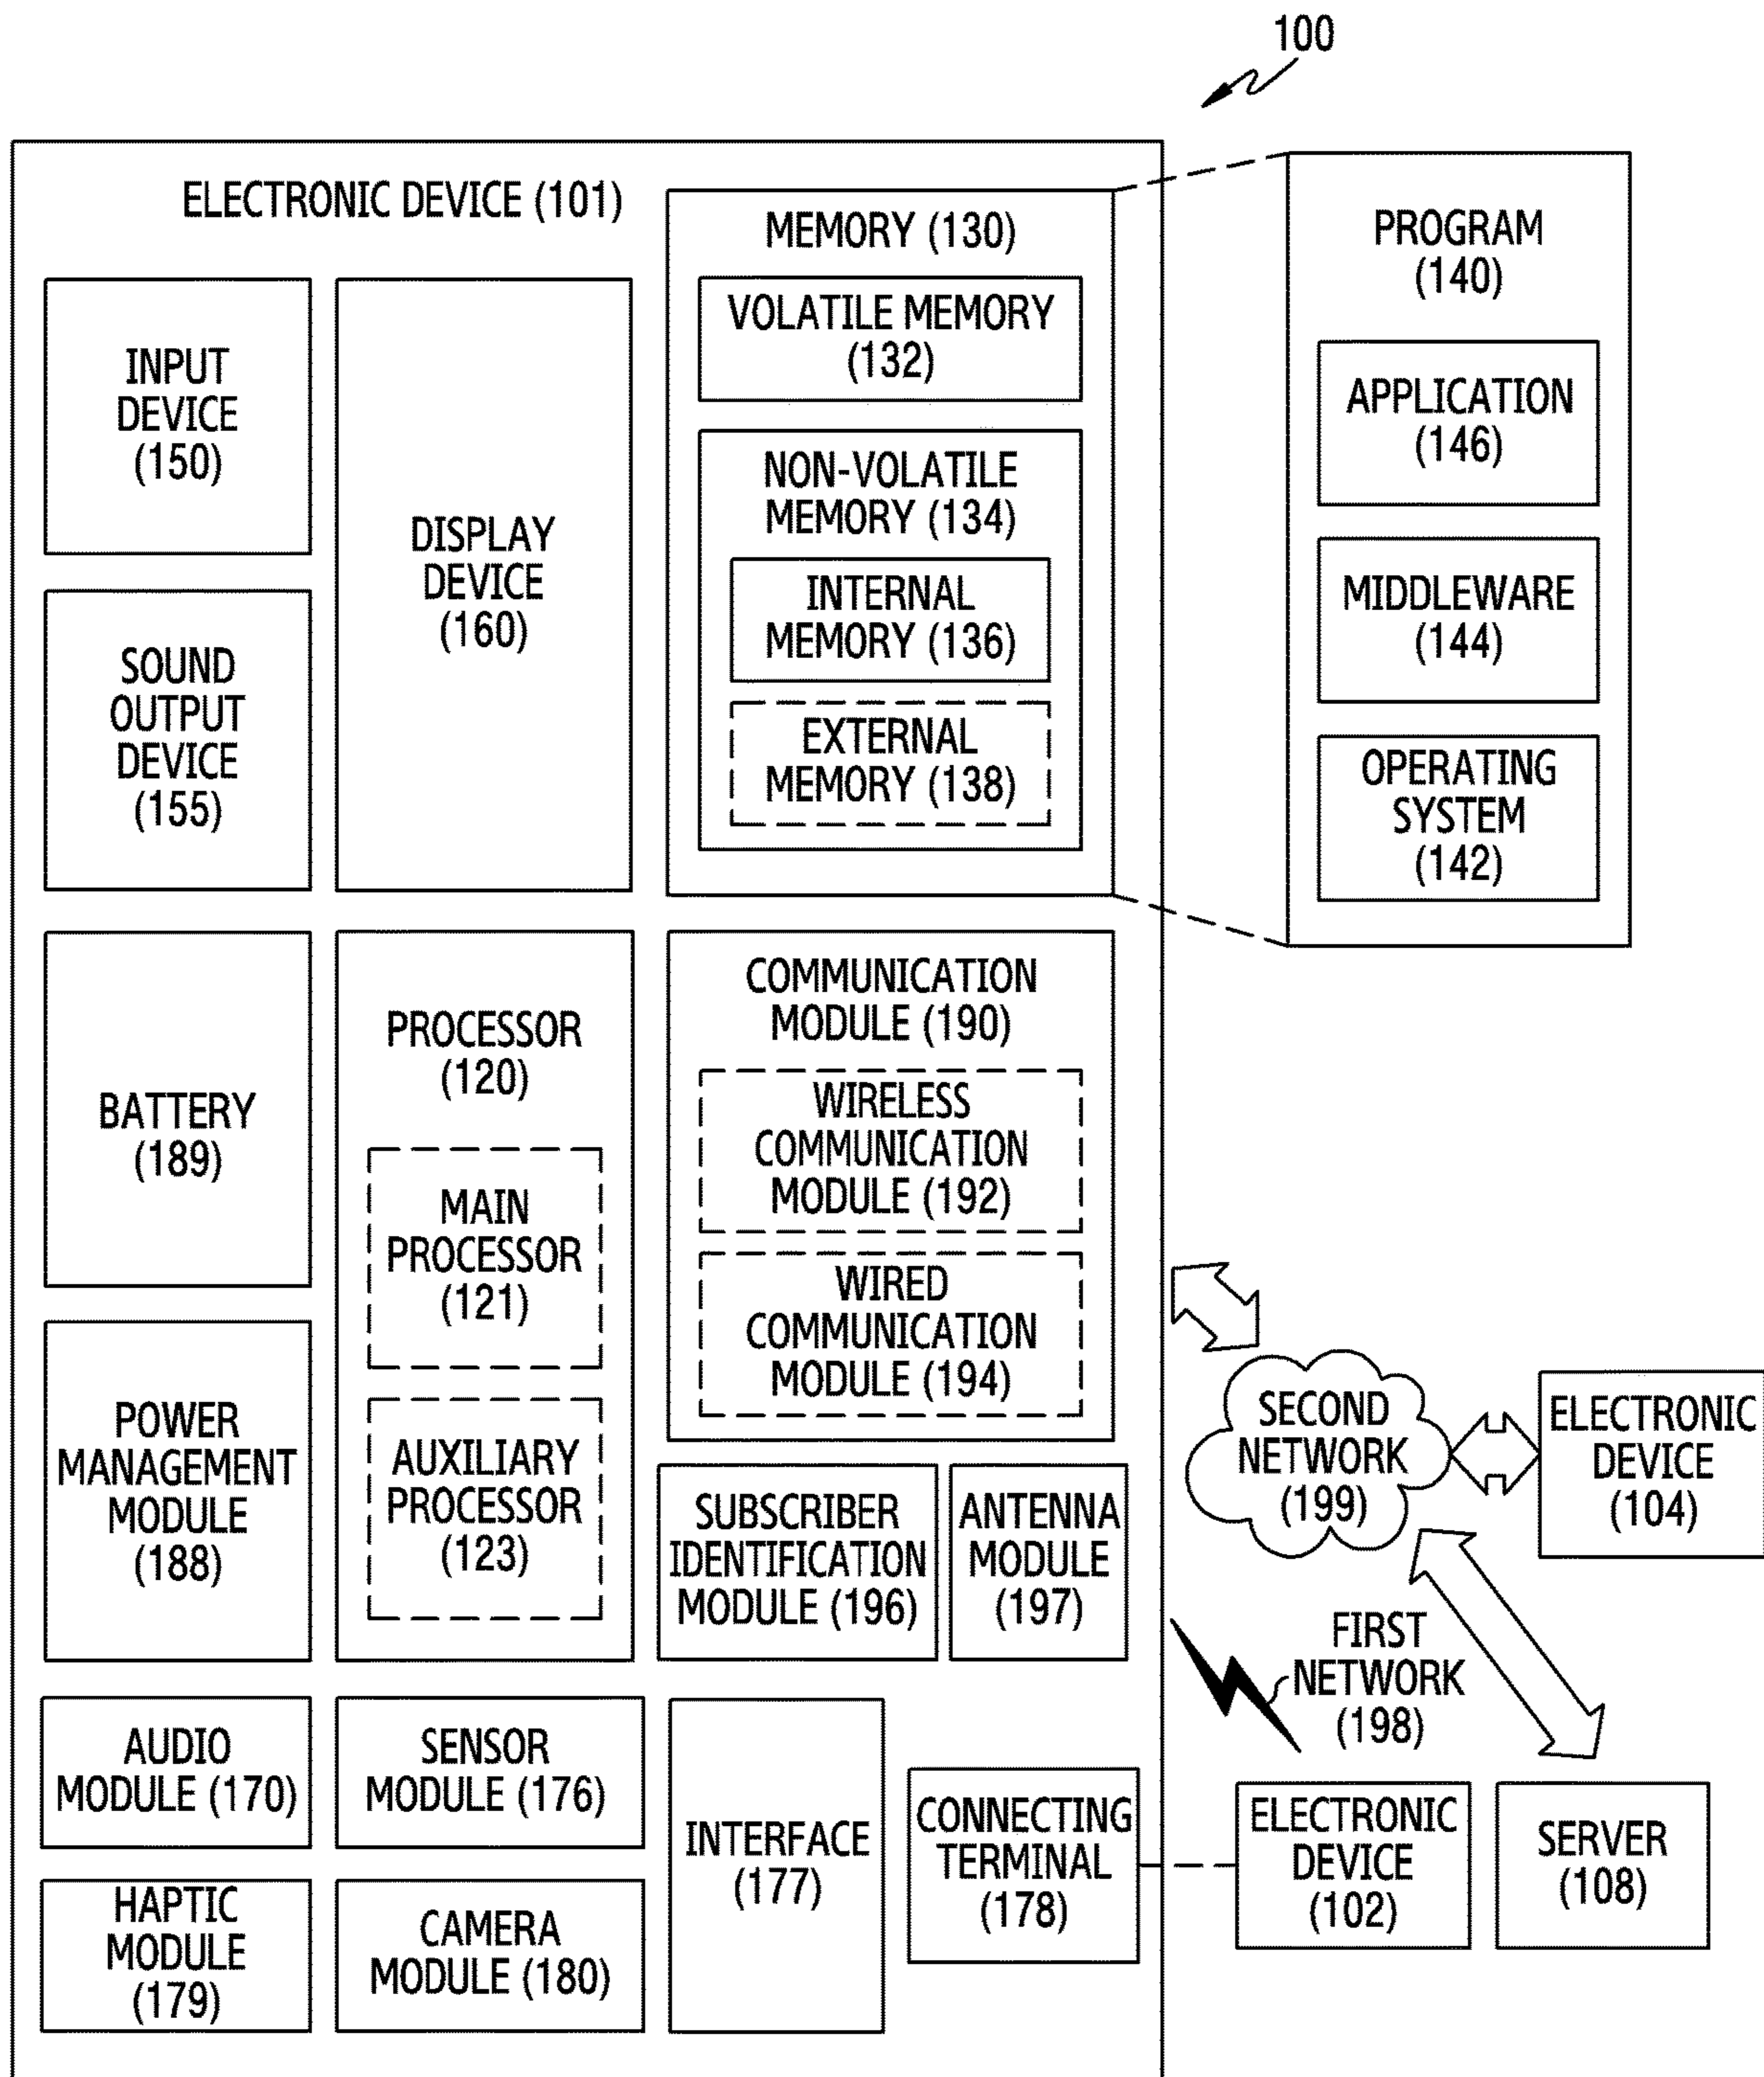 100
ELECTRONIC DEVICE (101)
INPUT
DEVICE
(150)
SOUND
OUTPUT
DEVICE
(155)
DISPLAY
DEVICE
(160)
MEMORY (130)
VOLATILE MEMORY
(132)
NON-VOLATILE
MEMORY (134)
INTERNAL
MEMORY (136)
EXTERNAL
MEMORY (138)
PROGRAM
(140)
APPLICATION
(146)
MIDDLEWARE
(144)
OPERATING
SYSTEM
(142)
BATTERY
(189)
POWER
MANAGEMENT
MODULE
(188)
PROCESSOR
(120)
MAIN
PROCESSOR
(121)
AUXILIARY
PROCESSOR
(123)
COMMUNICATION
MODULE (190)
WIRELESS
COMMUNICATION
MODULE (192)
WIRED
COMMUNICATION
MODULE (194)
SUBSCRIBER
IDENTIFICATION
MODULE (196)
ANTENNA
MODULE
(197)
SECOND
NETWORK
(199)
ELECTRONIC
DEVICE
(104)
FIRST
NETWORK
(198)
AUDIO
MODULE (170)
SENSOR
MODULE (176)
INTERFACE
(177)
CONNECTING
TERMINAL
(178)
ELECTRONIC
DEVICE
(102)
SERVER
(108)
HAPTIC
MODULE
(179)
CAMERA
MODULE (180)